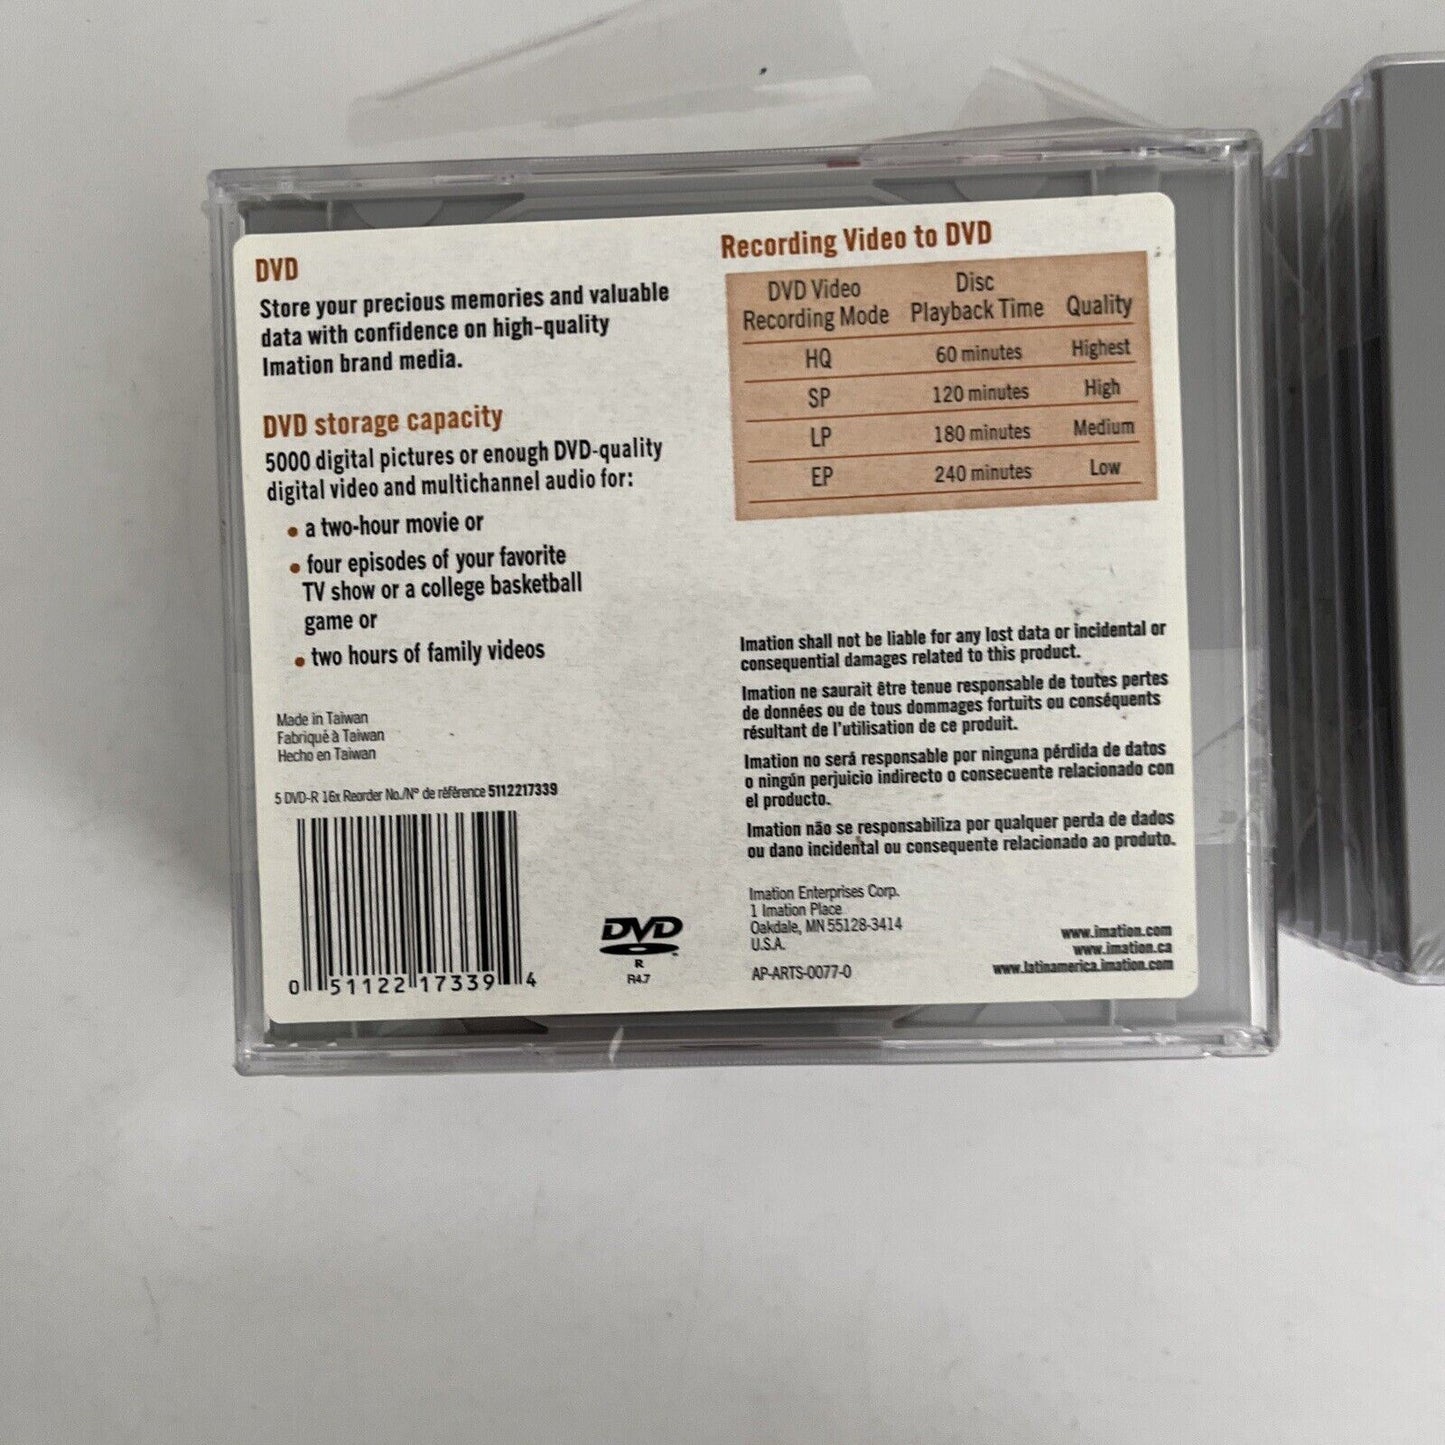 DVD
Store your precious memories and valuable
data with confidence on high-quality
Imation brand media.
DVD storage capacity
5000 digital pictures or enough DVD-quality
digital video and multichannel audio for:
• a two-hour movie or
• four episodes of your favorite
TV show or a college basketball
game or
• two hours of family videos
Made in Taiwan
Fabriqué à Taiwan
Hecho en Taiwan
5 DVD-R 16x Reorder No./N° de référence 5112217339
0 51122 17339 4
DVD
R
R4.7
Recording Video to DVD
DVD Video Disc
Recording Mode Playback Time Quality
HQ 60 minutes Highest
SP 120 minutes High
LP 180 minutes Medium
EP 240 minutes Low
Imation shall not be liable for any lost data or incidental or
consequential damages related to this product.
Imation ne saurait être tenue responsable de toutes pertes
de données ou de tous dommages fortuits ou conséquents
résultant de l'utilisation de ce produit.
Imation no será responsable por ninguna pérdida de datos
o ningún perjuicio indirecto o consecuente relacionado con
el producto.
Imation não se responsabiliza por qualquer perda de dados
ou dano incidental ou consequente relacionado ao produto.
Imation Enterprises Corp.
1 Imation Place
Oakdale, MN 55128-3414
U.S.A.
AP-ARTS-0077-0
www.imation.com
www.imation.ca
www.latinamerica.imation.com